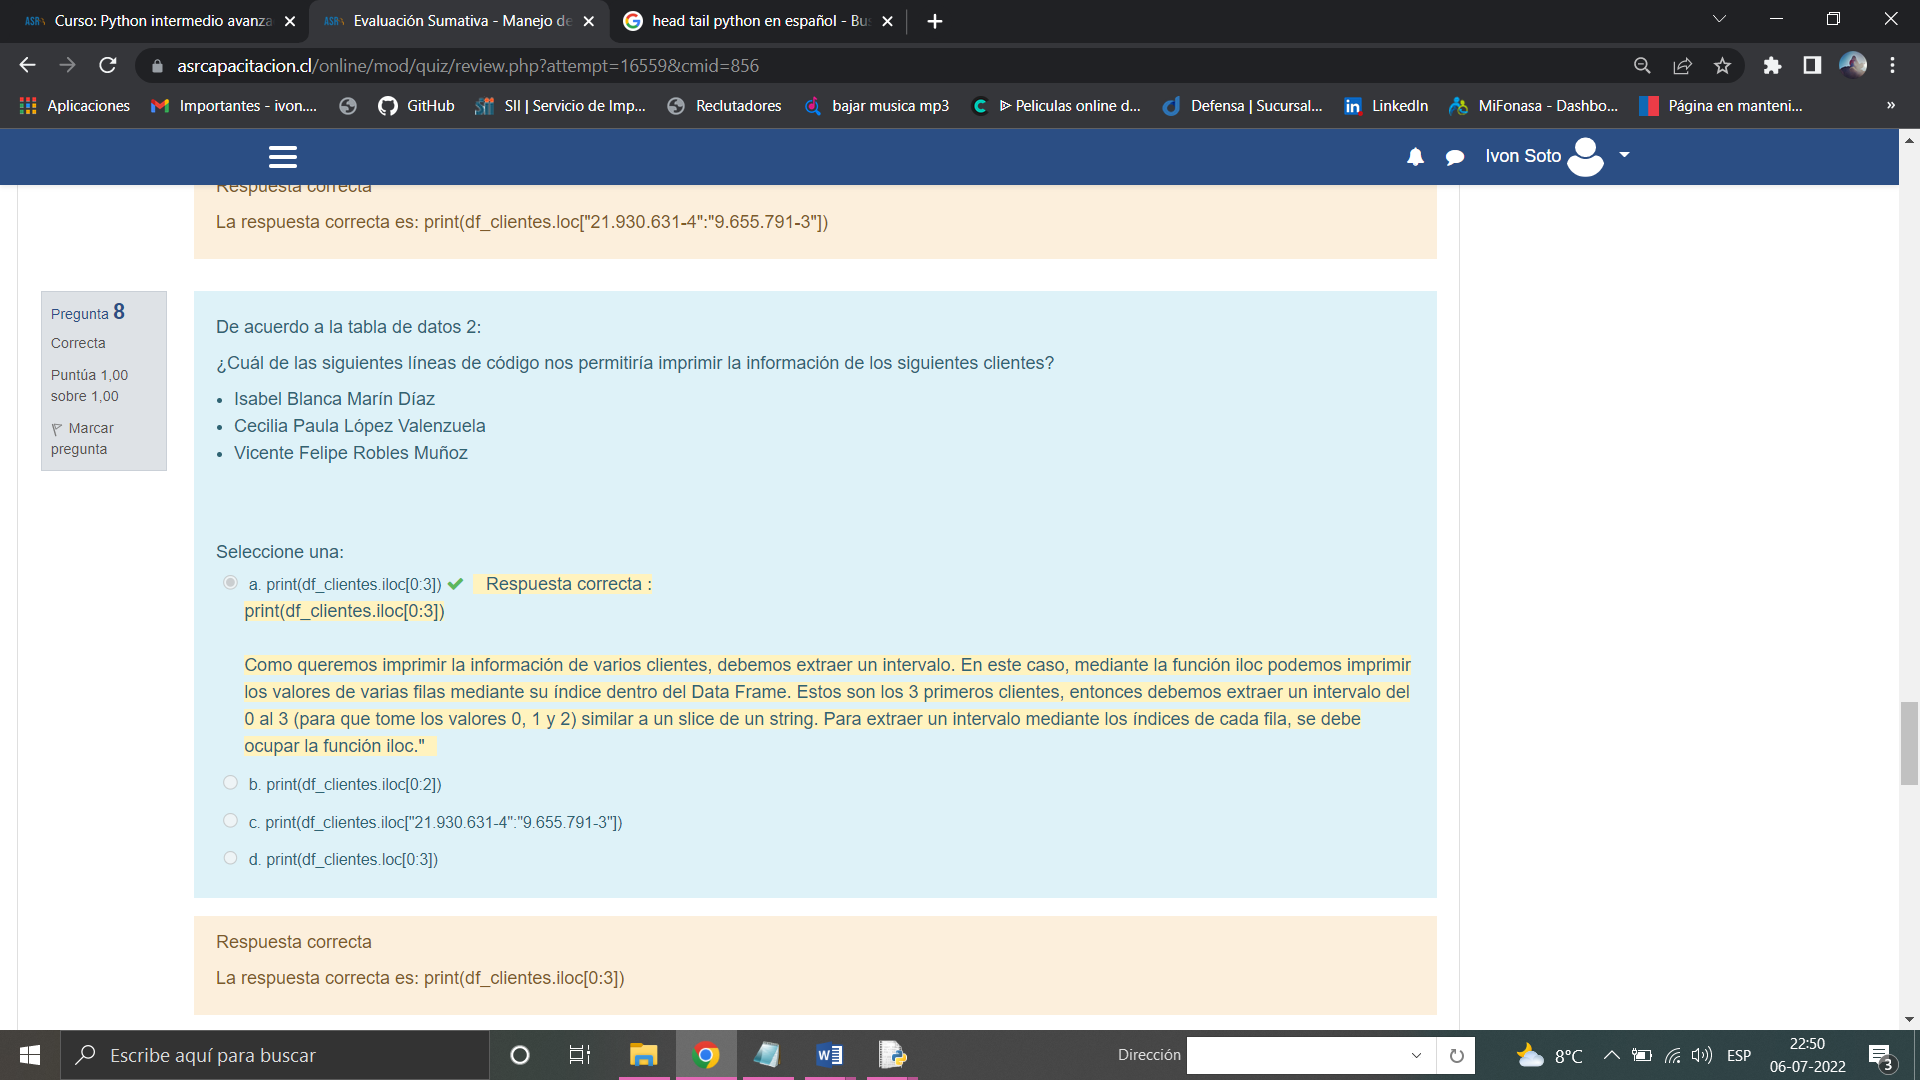 ASR Curso: Python intermedio avanza
ASR Evaluación Sumativa - Manejo de
head tail python en español - Bu
asrcapacitacion.cl/online/mod/quiz/review.php?attempt=16559&cmid=856
Aplicaciones
Importantes - ivon....
GitHub
SII | Servicio de Imp...
Reclutadores
bajar musica mp3
Peliculas online d...
Defensa | Sucursal...
LinkedIn
MiFonasa - Dashbo...
Página en manteni...
»
Ivon Soto
Respuesta correcta
La respuesta correcta es: print(df_clientes.loc["21.930.631-4":"9.655.791-3"])
Pregunta 8
Correcta
Puntúa 1,00
sobre 1,00
Marcar
pregunta
De acuerdo a la tabla de datos 2:
¿Cuál de las siguientes líneas de código nos permitiría imprimir la información de los siguientes clientes?
• Isabel Blanca Marín Díaz
• Cecilia Paula López Valenzuela
• Vicente Felipe Robles Muñoz
Seleccione una:
a. print(df_clientes.iloc[0:3]) Respuesta correcta :
print(df_clientes.iloc[0:3])
Como queremos imprimir la información de varios clientes, debemos extraer un intervalo. En este caso, mediante la función iloc podemos imprimir
los valores de varias filas mediante su índice dentro del Data Frame. Estos son los 3 primeros clientes, entonces debemos extraer un intervalo del
0 al 3 (para que tome los valores 0, 1 y 2) similar a un slice de un string. Para extraer un intervalo mediante los índices de cada fila, se debe
ocupar la función iloc."
b. print(df_clientes.iloc[0:2])
c. print(df_clientes.iloc["21.930.631-4":"9.655.791-3"])
d. print(df_clientes.loc[0:3])
Respuesta correcta
La respuesta correcta es: print(df_clientes.iloc[0:3])
Escribe aquí para buscar
Dirección
8°C
ESP
22:50
06-07-2022
3